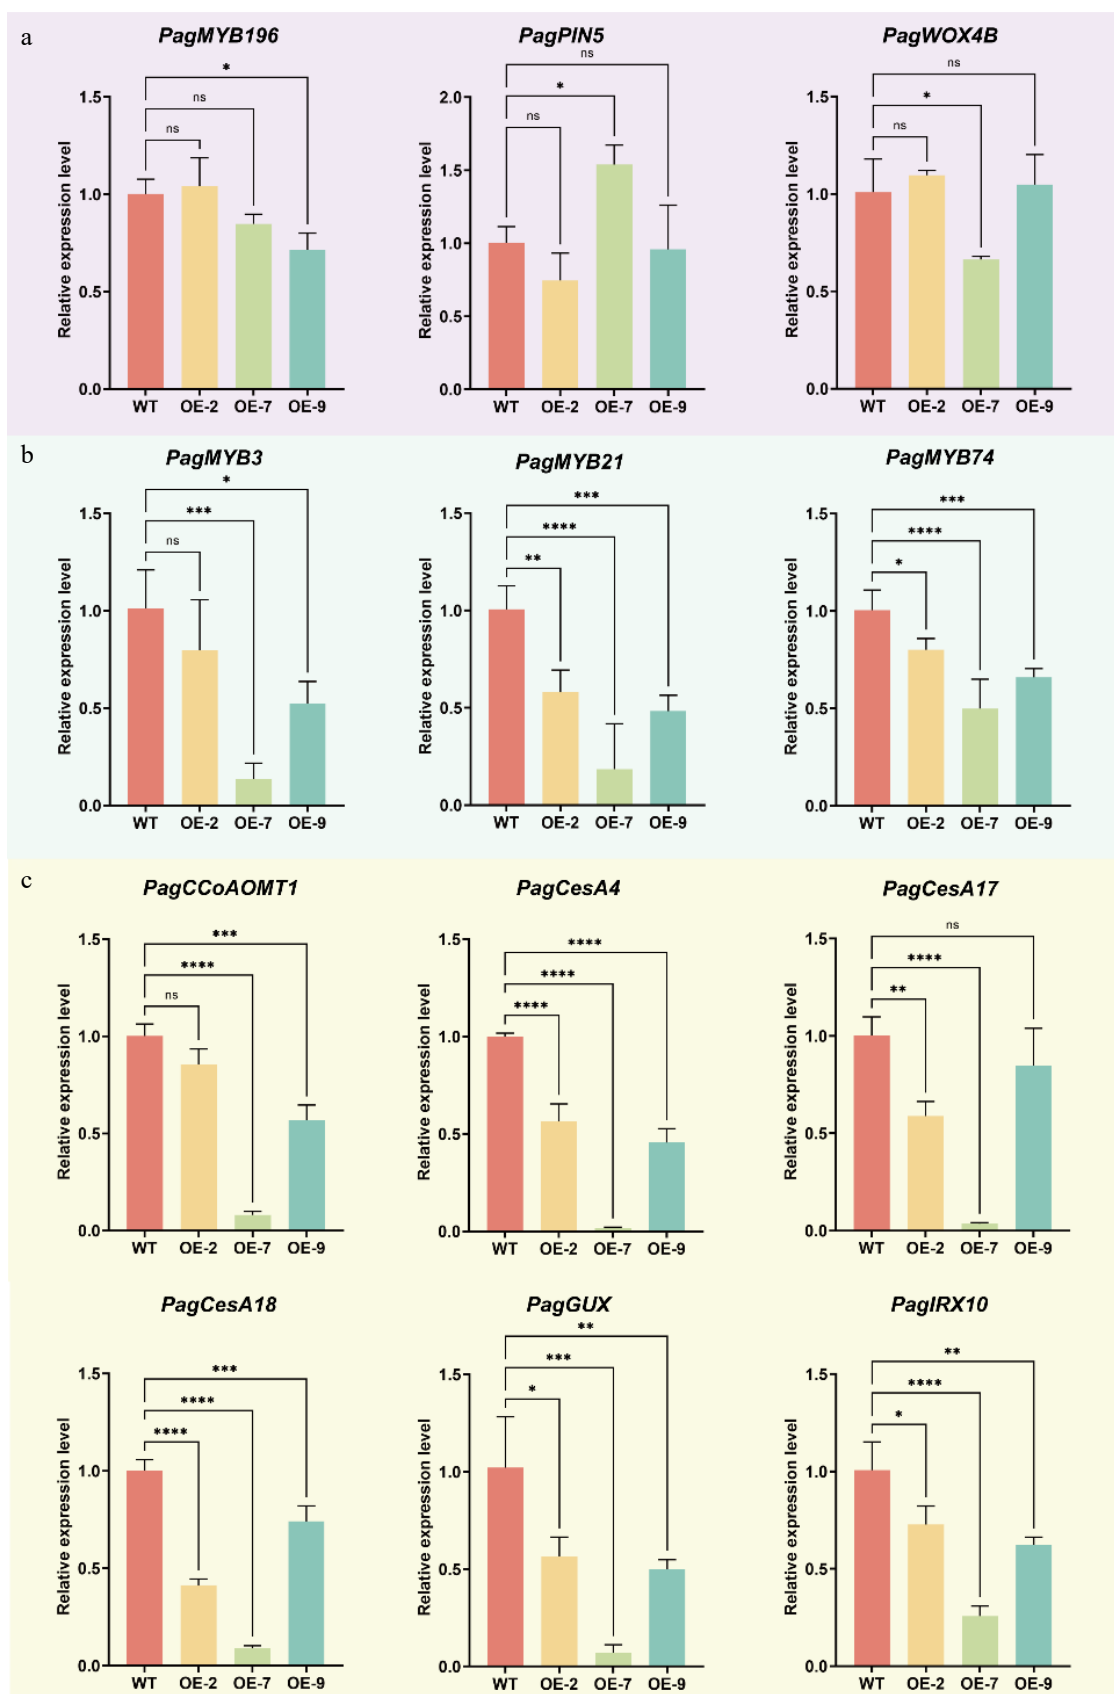 a
PagMYB196 PagPIN5 PagWOX4B
* ns ns
ns * *
ns ns ns
Relative expression level Relative expression level Relative expression level
1.5 2.0 1.5
1.0 1.5 1.0
0.5 1.0 0.5
0.0 0.5 0.0
0.0
WT OE-2 OE-7 OE-9 WT OE-2 OE-7 OE-9 WT OE-2 OE-7 OE-9
b
PagMYB3 PagMYB21 PagMYB74
* *** ***
*** **** ****
ns ** *
Relative expression level Relative expression level Relative expression level
1.5 1.5 1.5
1.0 1.0 1.0
0.5 0.5 0.5
0.0 0.0 0.0
WT OE-2 OE-7 OE-9 WT OE-2 OE-7 OE-9 WT OE-2 OE-7 OE-9
c
PagCCoAOMT1 PagCesA4 PagCesA17
*** **** ns
**** **** ****
ns **** **
Relative expression level Relative expression level Relative expression level
1.5 1.5 1.5
1.0 1.0 1.0
0.5 0.5 0.5
0.0 0.0 0.0
WT OE-2 OE-7 OE-9 WT OE-2 OE-7 OE-9 WT OE-2 OE-7 OE-9
PagCesA18 PagGUX PagIRX10
*** ** **
**** *** ****
**** * *
Relative expression level Relative expression level Relative expression level
1.5 1.5 1.5
1.0 1.0 1.0
0.5 0.5 0.5
0.0 0.0 0.0
WT OE-2 OE-7 OE-9 WT OE-2 OE-7 OE-9 WT OE-2 OE-7 OE-9